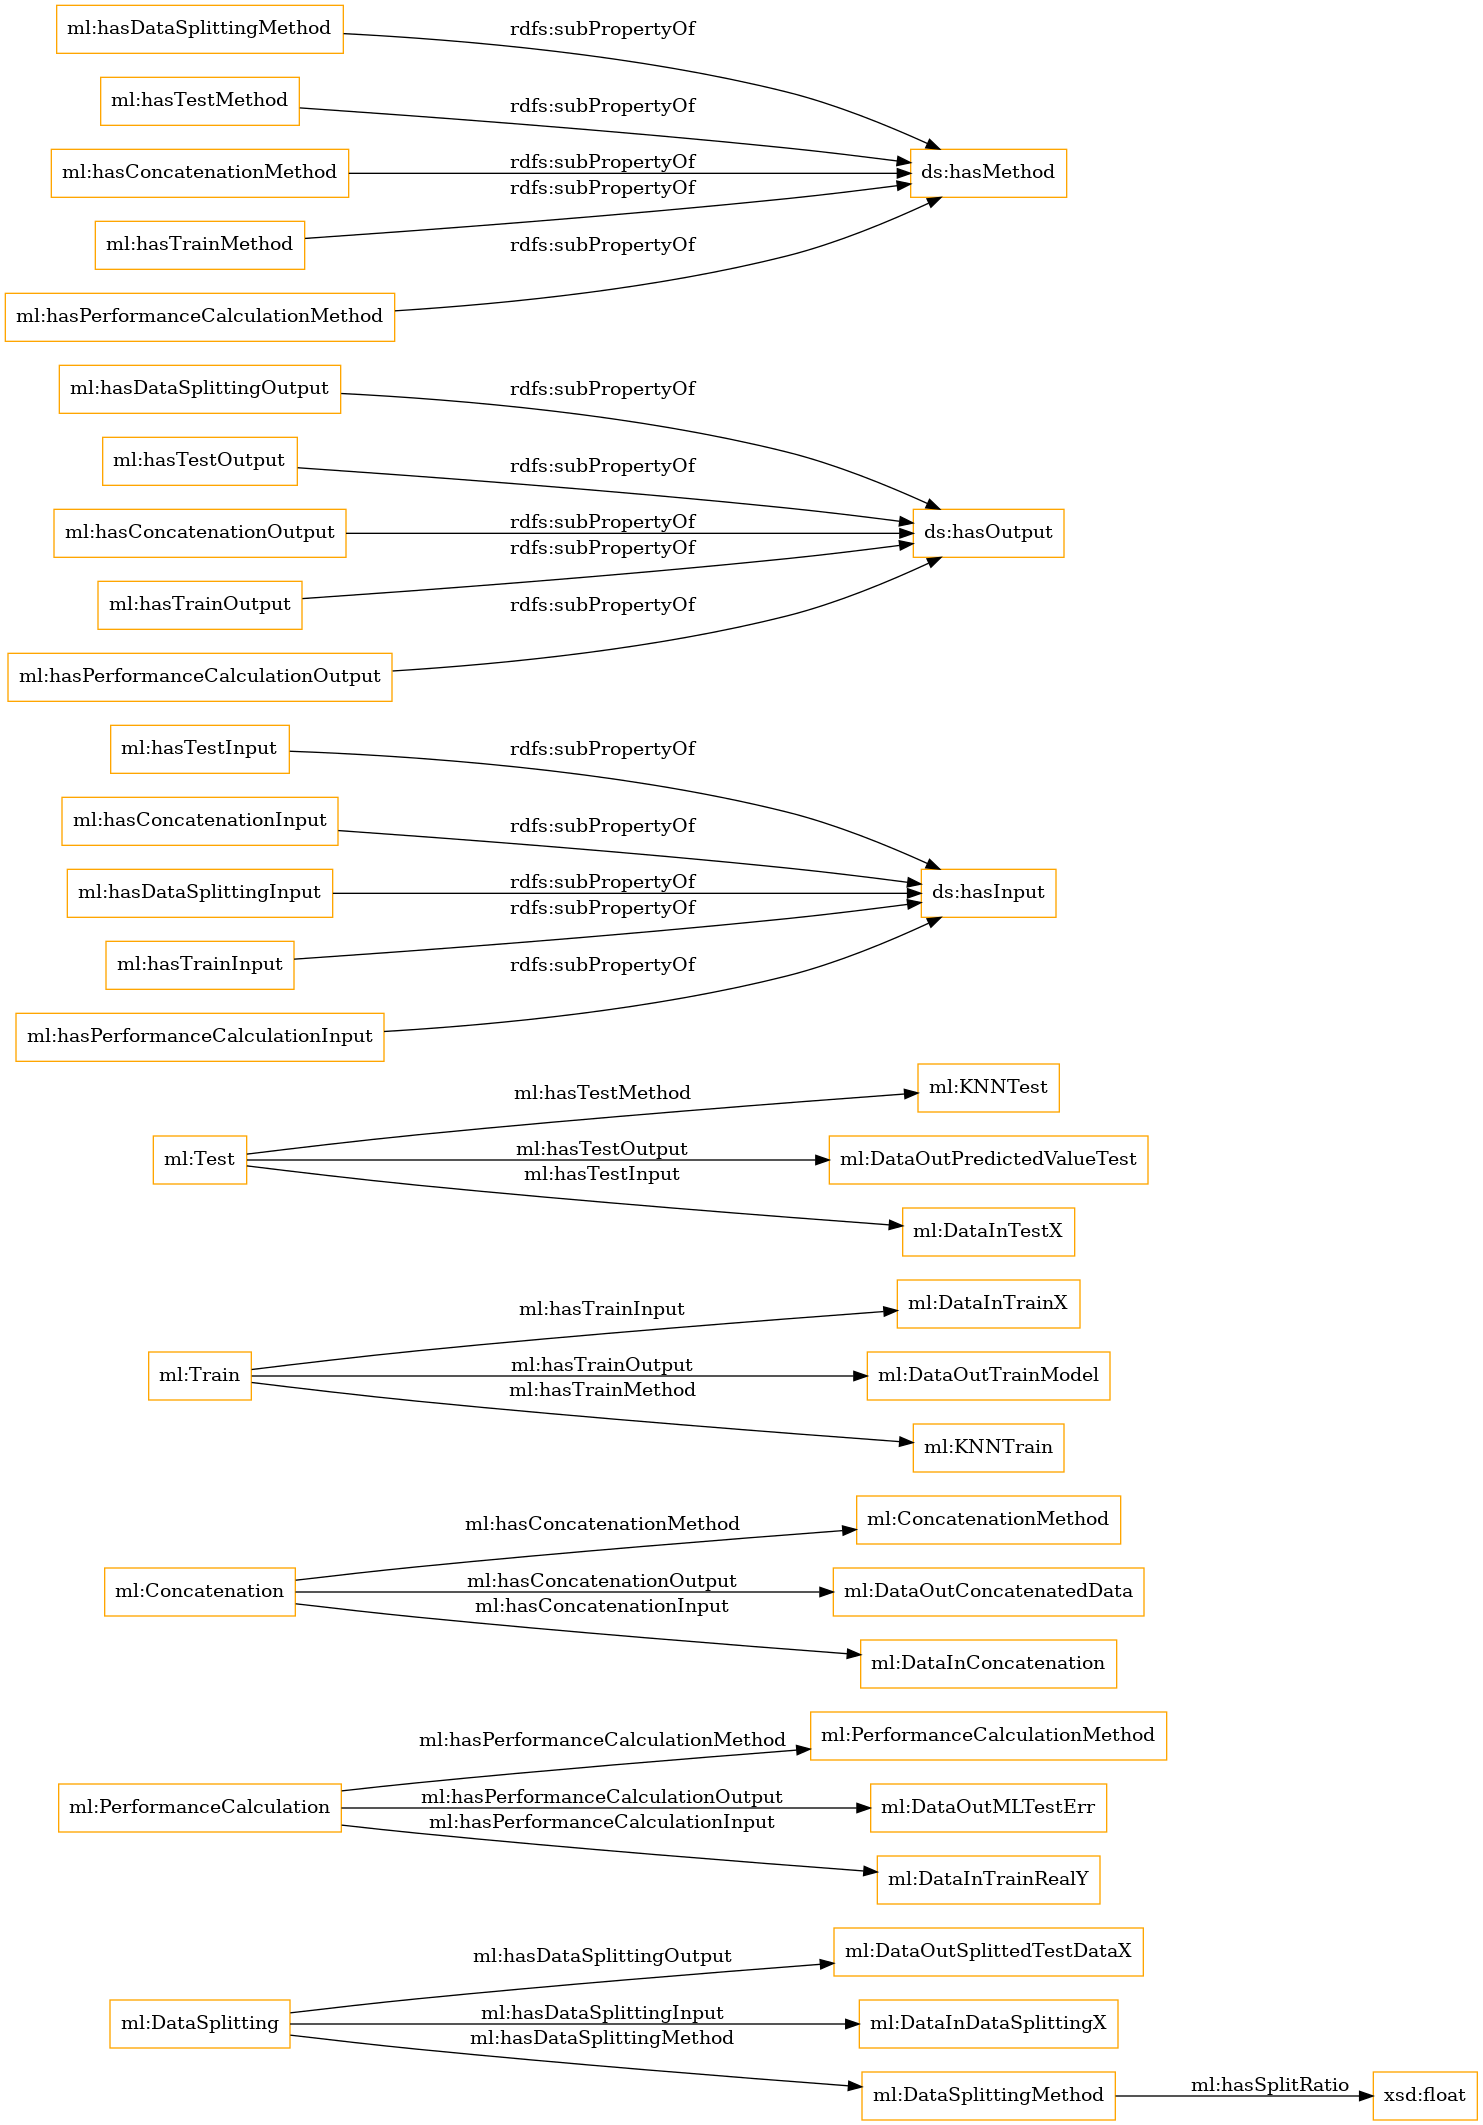 ml:hasDataSplittingMethod
rdfs:subPropertyOf
ml:hasTestMethod
rdfs:subPropertyOf
ml:hasConcatenationMethod
rdfs:subPropertyOf
ds:hasMethod
rdfs:subPropertyOf
ml:hasTrainMethod
rdfs:subPropertyOf
ml:hasPerformanceCalculationMethod
ml:hasDataSplittingOutput
rdfs:subPropertyOf
ml:hasTestOutput
rdfs:subPropertyOf
ml:hasConcatenationOutput
rdfs:subPropertyOf
ds:hasOutput
rdfs:subPropertyOf
ml:hasTrainOutput
rdfs:subPropertyOf
ml:hasPerformanceCalculationOutput
ml:hasTestInput
rdfs:subPropertyOf
ml:hasConcatenationInput
rdfs:subPropertyOf
ml:hasDataSplittingInput
rdfs:subPropertyOf
ds:hasInput
rdfs:subPropertyOf
ml:hasTrainInput
rdfs:subPropertyOf
ml:hasPerformanceCalculationInput
ml:hasTestMethod
ml:KNNTest
ml:Test
ml:hasTestOutput
ml:DataOutPredictedValueTest
ml:hasTestInput
ml:DataInTestX
ml:hasTrainInput
ml:DataInTrainX
ml:Train
ml:hasTrainOutput
ml:DataOutTrainModel
ml:hasTrainMethod
ml:KNNTrain
ml:hasConcatenationMethod
ml:ConcatenationMethod
ml:Concatenation
ml:hasConcatenationOutput
ml:DataOutConcatenatedData
ml:hasConcatenationInput
ml:DataInConcatenation
ml:hasPerformanceCalculationMethod
ml:PerformanceCalculationMethod
ml:PerformanceCalculation
ml:hasPerformanceCalculationOutput
ml:DataOutMLTestErr
ml:hasPerformanceCalculationInput
ml:DataInTrainRealY
ml:hasDataSplittingOutput
ml:DataOutSplittedTestDataX
ml:DataSplitting
ml:hasDataSplittingInput
ml:DataInDataSplittingX
ml:hasDataSplittingMethod
ml:DataSplittingMethod
ml:hasSplitRatio
xsd:float